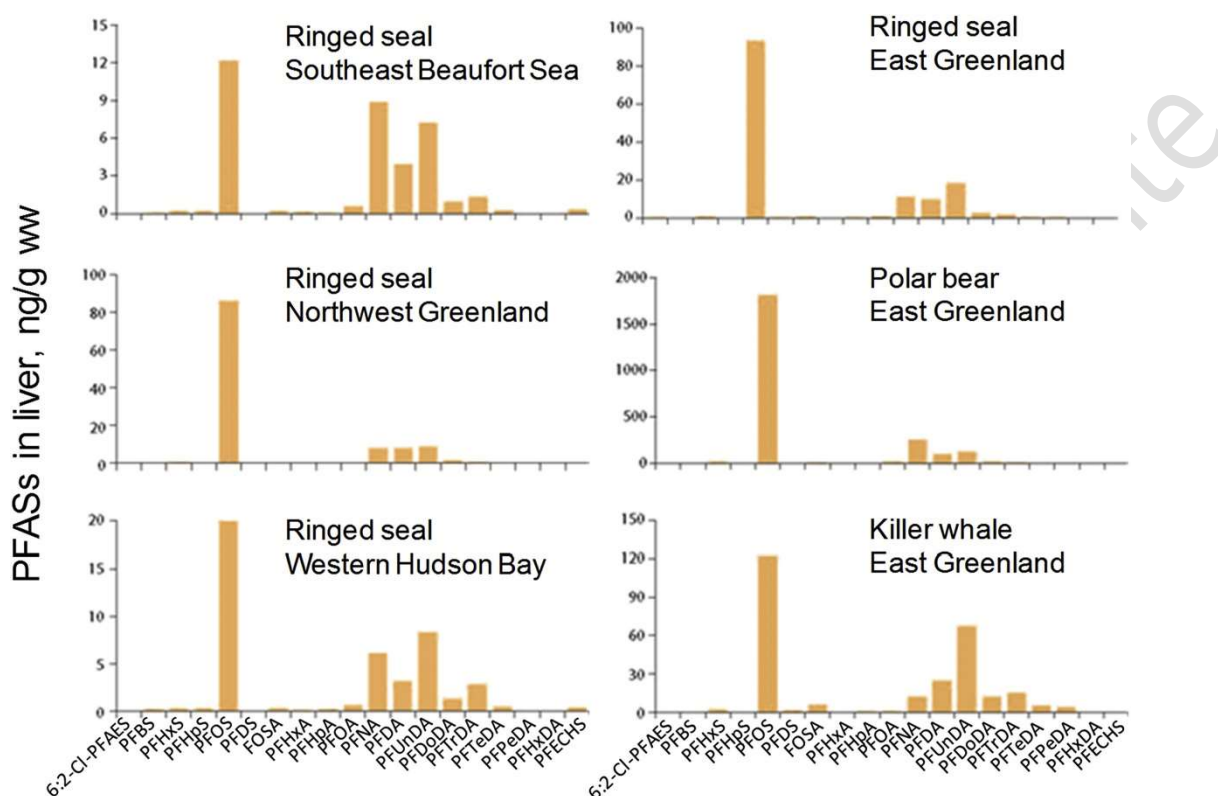 PFASs in liver, ng/g ww
15
12
9
6
3
0
Ringed seal
Southeast Beaufort Sea
100
80
60
40
20
0
Ringed seal
East Greenland
100
80
60
40
20
0
Ringed seal
Northwest Greenland
2000
1500
1000
500
0
Polar bear
East Greenland
20
15
10
5
0
Ringed seal
Western Hudson Bay
6:2-Cl-PFAES
PFBS
PFHxS
PFHpS
PFOS
PFDS
FOSA
PFHxA
PFHpA
PFOA
PFNA
PFDA
PFUnDA
PFDoDA
PFTrDA
PFTeDA
PFPeDA
PFHxDA
PFECHS
150
120
90
60
30
0
Killer whale
East Greenland
6:2-Cl-PFAES
PFBS
PFHxS
PFHpS
PFOS
PFDS
FOSA
PFHxA
PFHpA
PFOA
PFNA
PFDA
PFUnDA
PFDoDA
PFTrDA
PFTeDA
PFPeDA
PFHxDA
PFECHS